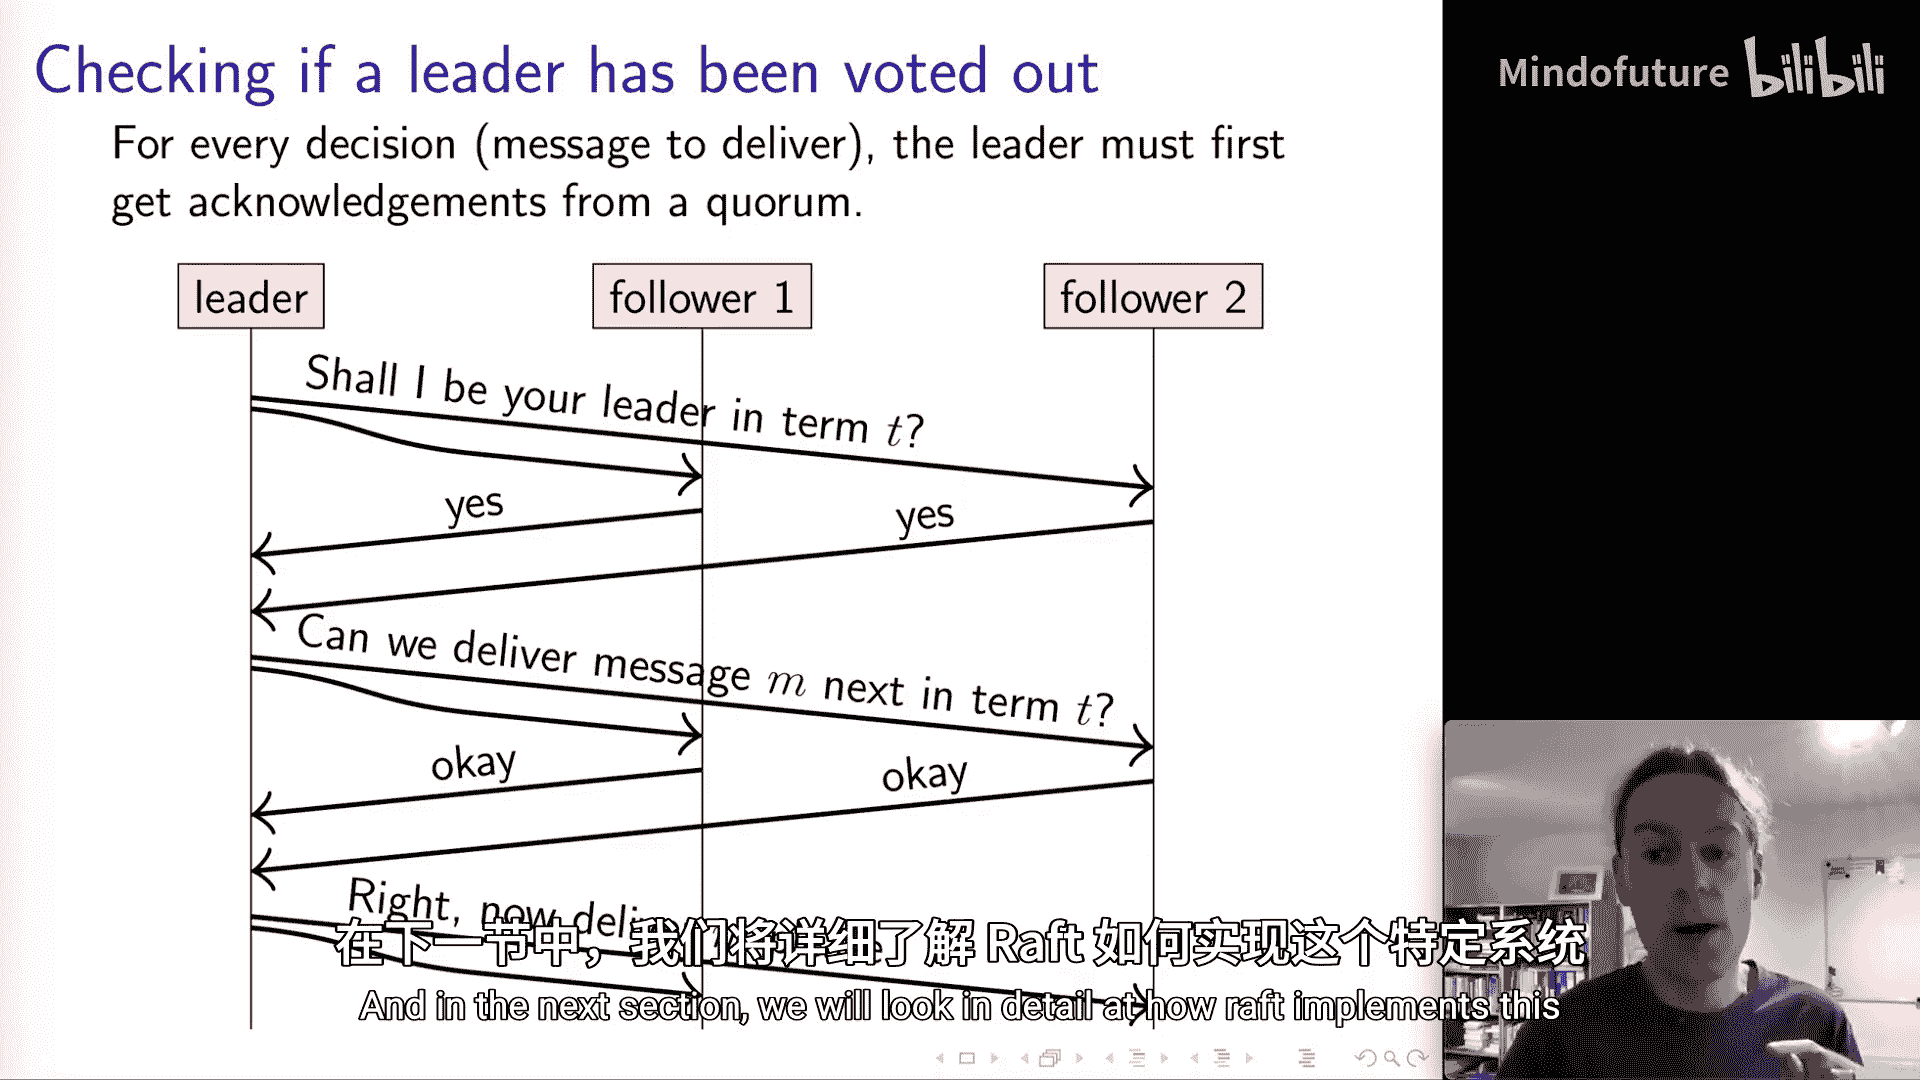 Checking if a leader has been voted out
Mindofuture bilibili
For every decision (message to deliver), the leader must first
get acknowledgements from a quorum.
leader
follower 1
follower 2
Shall I be your leader in term t?
yes
yes
Can we deliver message m next in term t?
okay
okay
Right, now
在下一节中，我们将详细了解 Raft 如何实现这个特定系统
And in the next section, we will look in detail at how raft implements this